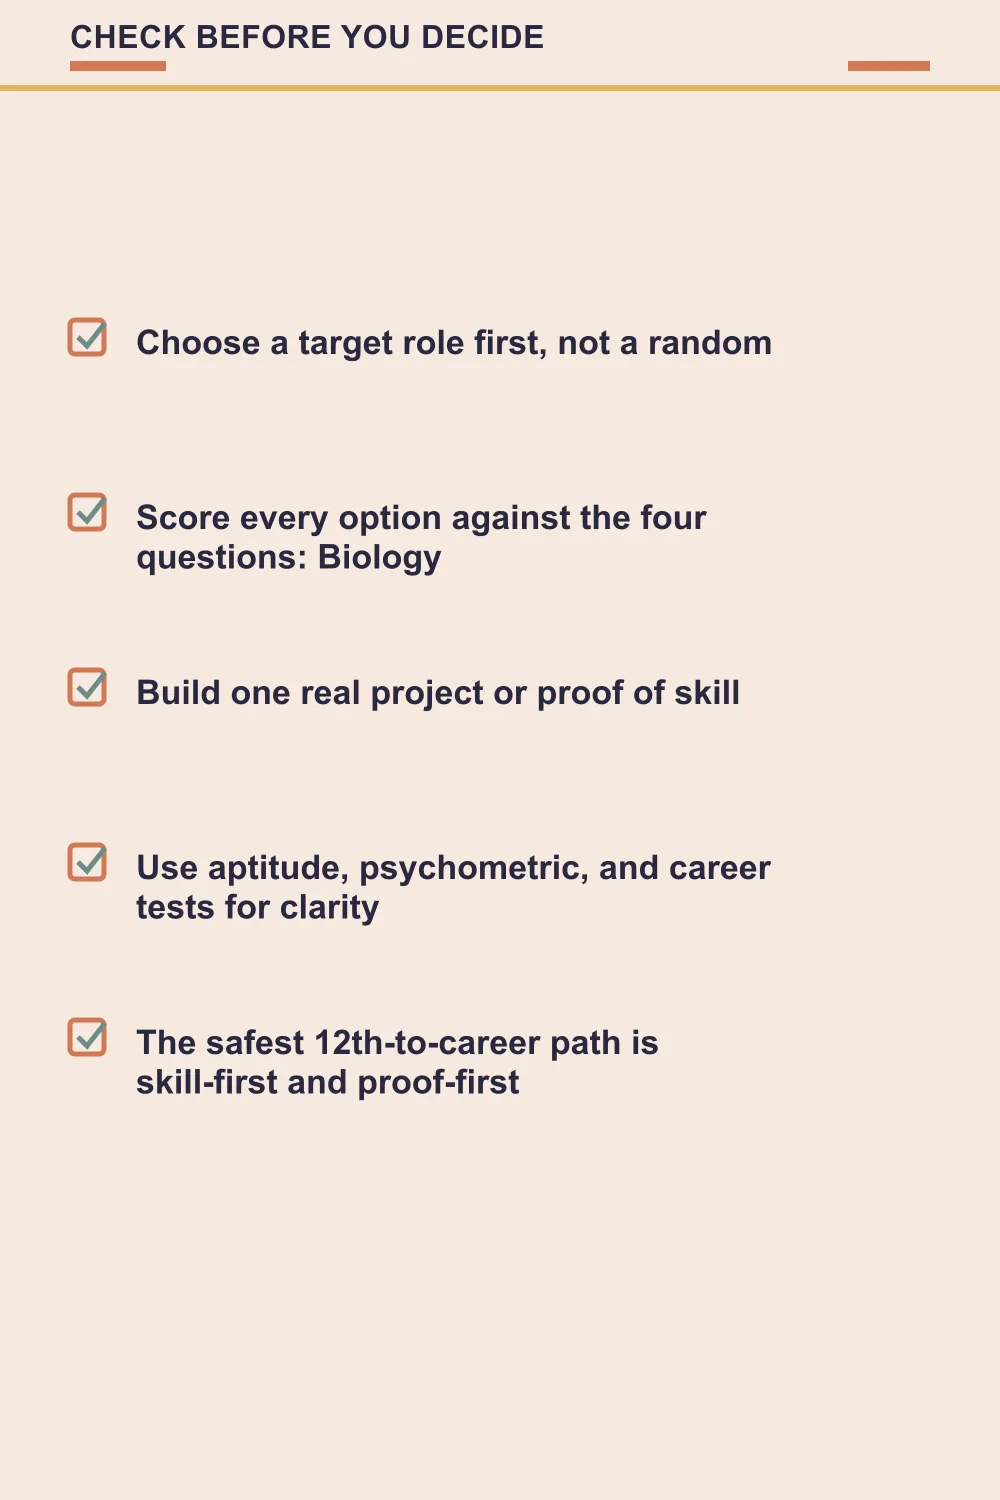 CHECK BEFORE YOU DECIDE
Choose a target role first, not a random
Score every option against the four
questions: Biology
Build one real project or proof of skill
Use aptitude, psychometric, and career
tests for clarity
The safest 12th-to-career path is
skill-first and proof-first